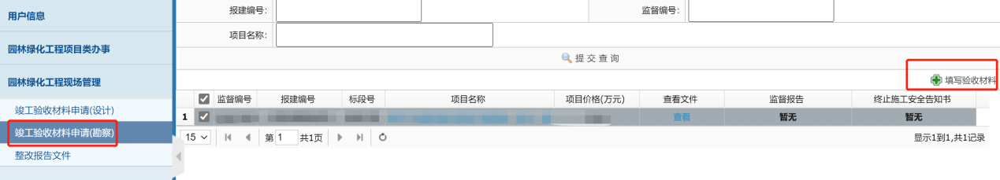 用户信息
园林绿化工程项目类办事
园林绿化工程现场管理
竣工验收材料申请(设计)
竣工验收材料申请(勘察)
整改报告文件
报建编号: 监督编号:
项目名称:
提 交 查 询
填写验收材料
监督编号 报建编号 标段号 项目名称 项目价格(万元) 查看文件 监督报告 终止施工安全告知书
1 查看 暂无 暂无
15 第 1 共1页 显示1到1,共1记录